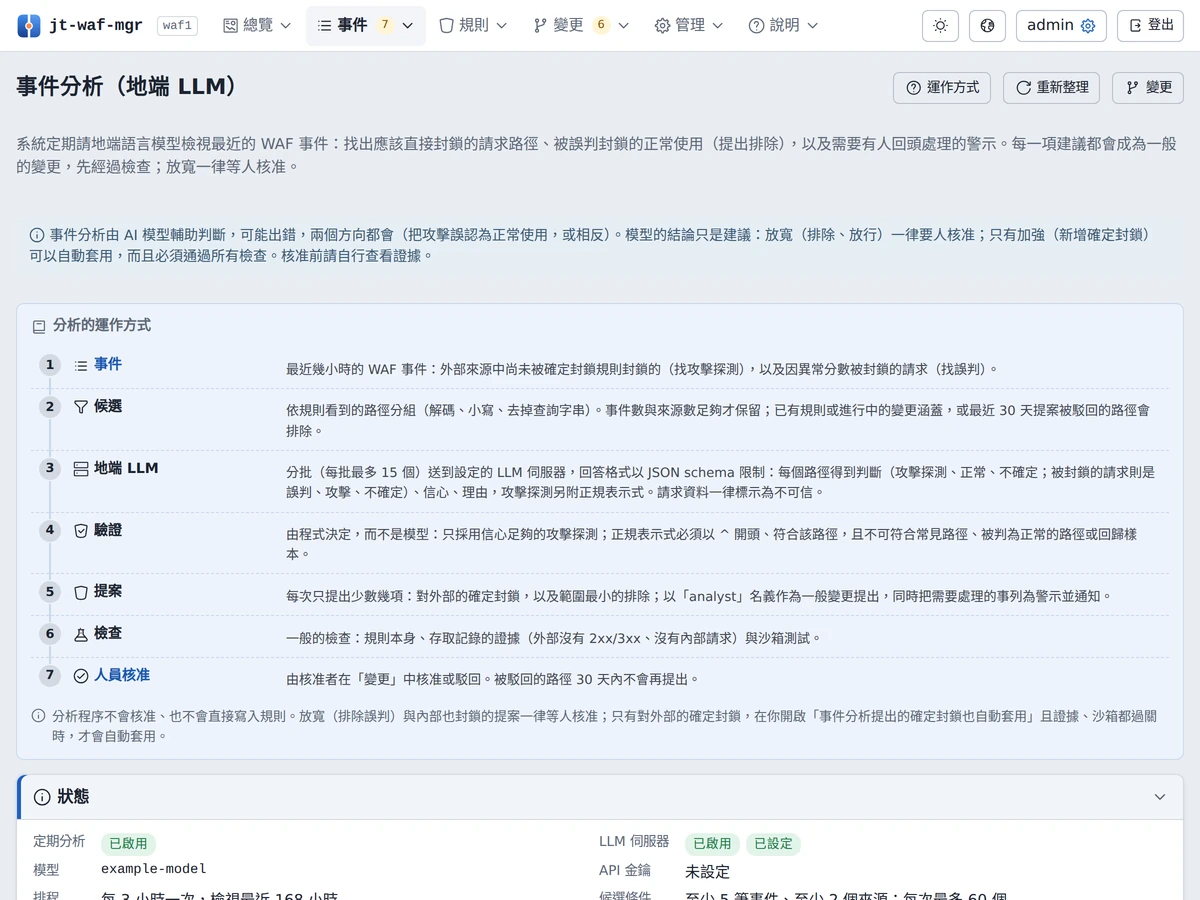 jt-waf-mgr waf1 總覽 事件 7 規則 變更 6 管理 說明 admin 登出
事件分析（地端 LLM） 運作方式 重新整理 變更
系統定期請地端語言模型檢視最近的 WAF 事件：找出應該直接封鎖的請求路徑、被誤判封鎖的正常使用（提出排除），以及需要有人回頭處理的警示。每一項建議都會成為一般
的變更，先經過檢查；放寬一律等人核准。
事件分析由 AI 模型輔助判斷，可能出錯，兩個方向都會（把攻擊誤認為正常使用，或相反）。模型的結論只是建議：放寬（排除、放行）一律要人核准；只有加強（新增確定封鎖）
可以自動套用，而且必須通過所有檢查。核准前請自行查看證據。
分析的運作方式
1 事件 最近幾小時的 WAF 事件：外部來源中尚未被確定封鎖規則封鎖的（找攻擊探測），以及因異常分數被封鎖的請求（找誤判）。
2 候選 依規則看到的路徑分組（解碼、小寫、去掉查詢字串）。事件數與來源數足夠才保留；已有規則或進行中的變更涵蓋，或最近 30 天提案被駁回的路徑會
排除。
3 地端 LLM 分批（每批最多 15 個）送到設定的 LLM 伺服器，回答格式以 JSON schema 限制：每個路徑得到判斷（攻擊探測、正常、不確定；被封鎖的請求則是
誤判、攻擊、不確定）、信心、理由，攻擊探測另附正規表示式。請求資料一律標示為不可信。
4 驗證 由程式決定，而不是模型：只採用信心足夠的攻擊探測；正規表示式必須以 ^ 開頭、符合該路徑，且不可符合常見路徑、被判為正常的路徑或回歸樣
本。
5 提案 每次只提出少數幾項：對外部的確定封鎖，以及範圍最小的排除；以「analyst」名義作為一般變更提出，同時把需要處理的事列為警示並通知。
6 檢查 一般的檢查：規則本身、存取記錄的證據（外部沒有 2xx/3xx、沒有內部請求）與沙箱測試。
7 人員核准 由核准者在「變更」中核准或駁回。被駁回的路徑 30 天內不會再提出。
分析程序不會核准、也不會直接寫入規則。放寬（排除誤判）與內部也封鎖的提案一律等人核准；只有對外部的確定封鎖，在你開啟「事件分析提出的確定封鎖也自動套用」且證據、沙箱都過關
時，才會自動套用。
狀態
定期分析 已啟用 LLM 伺服器 已啟用 已設定
模型 example-model API 金鑰 未設定
排程 每 3 小時一次，檢視最近 168 小時 候選條件 至少 5 筆事件、至少 2 個來源；每次最多 60 個